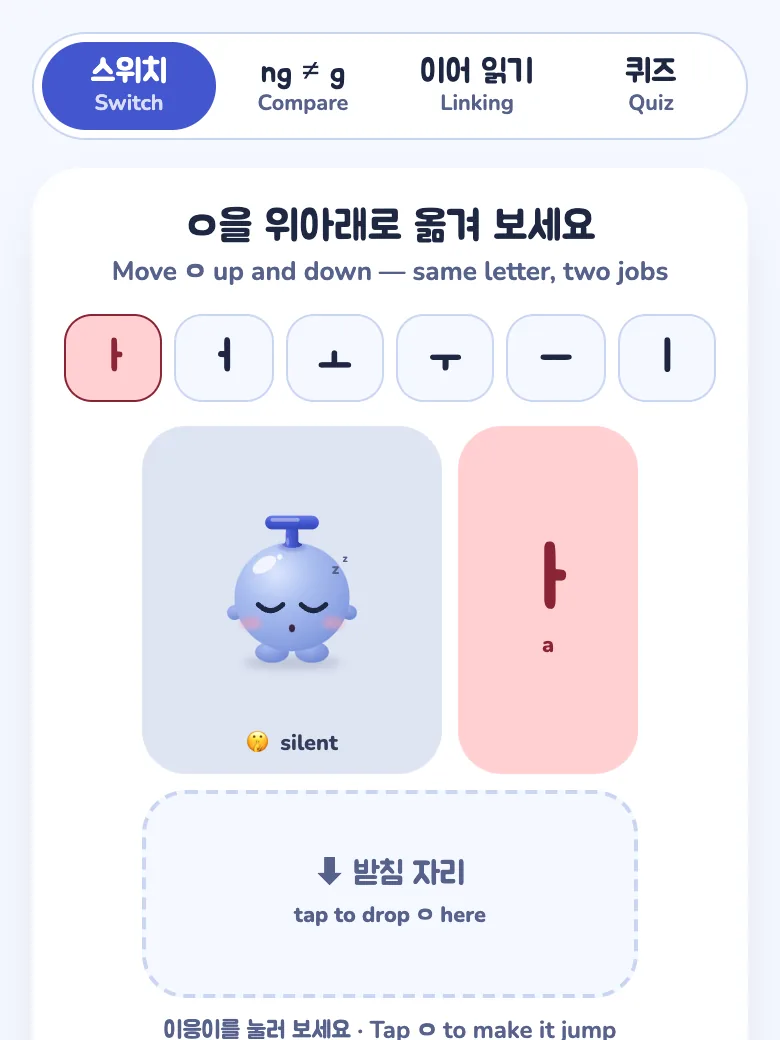 스위치
Switch
ng ≠ g
Compare
이어 읽기
Linking
퀴즈
Quiz
ㅇ을 위아래로 옮겨 보세요
Move ㅇ up and down — same letter, two jobs
ㅏ ㅓ ㅗ ㅜ ㅡ ㅣ
z z
🤫 silent
ㅏ
a
⬇ 받침 자리
tap to drop ㅇ here
이응이를 눌러 보세요 · Tap ㅇ to make it jump